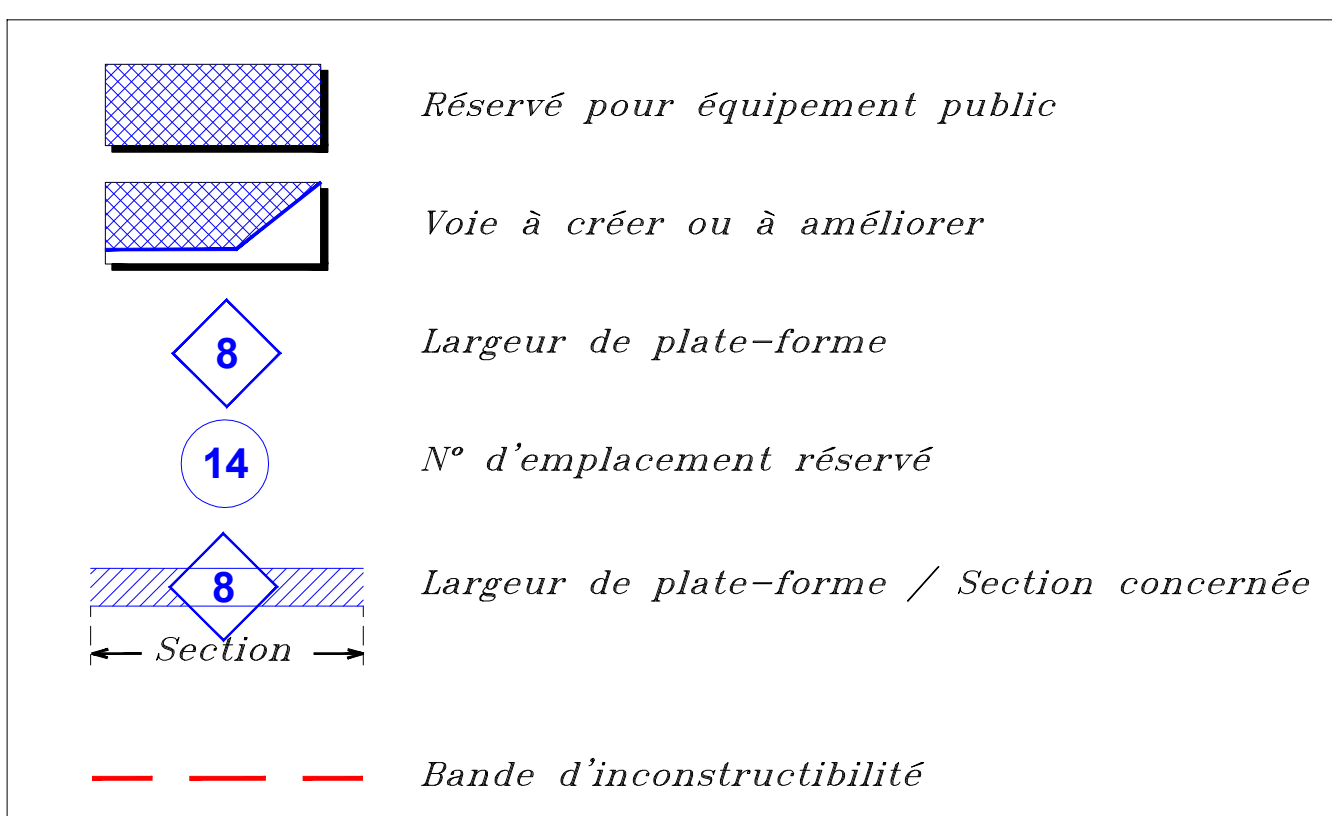 Réservé pour équipement public
Voie à créer ou à améliorer
8 Largeur de plate-forme
14 N° d'emplacement réservé
8 Largeur de plate-forme / Section concernée
Section
Bande d'inconstructibilité